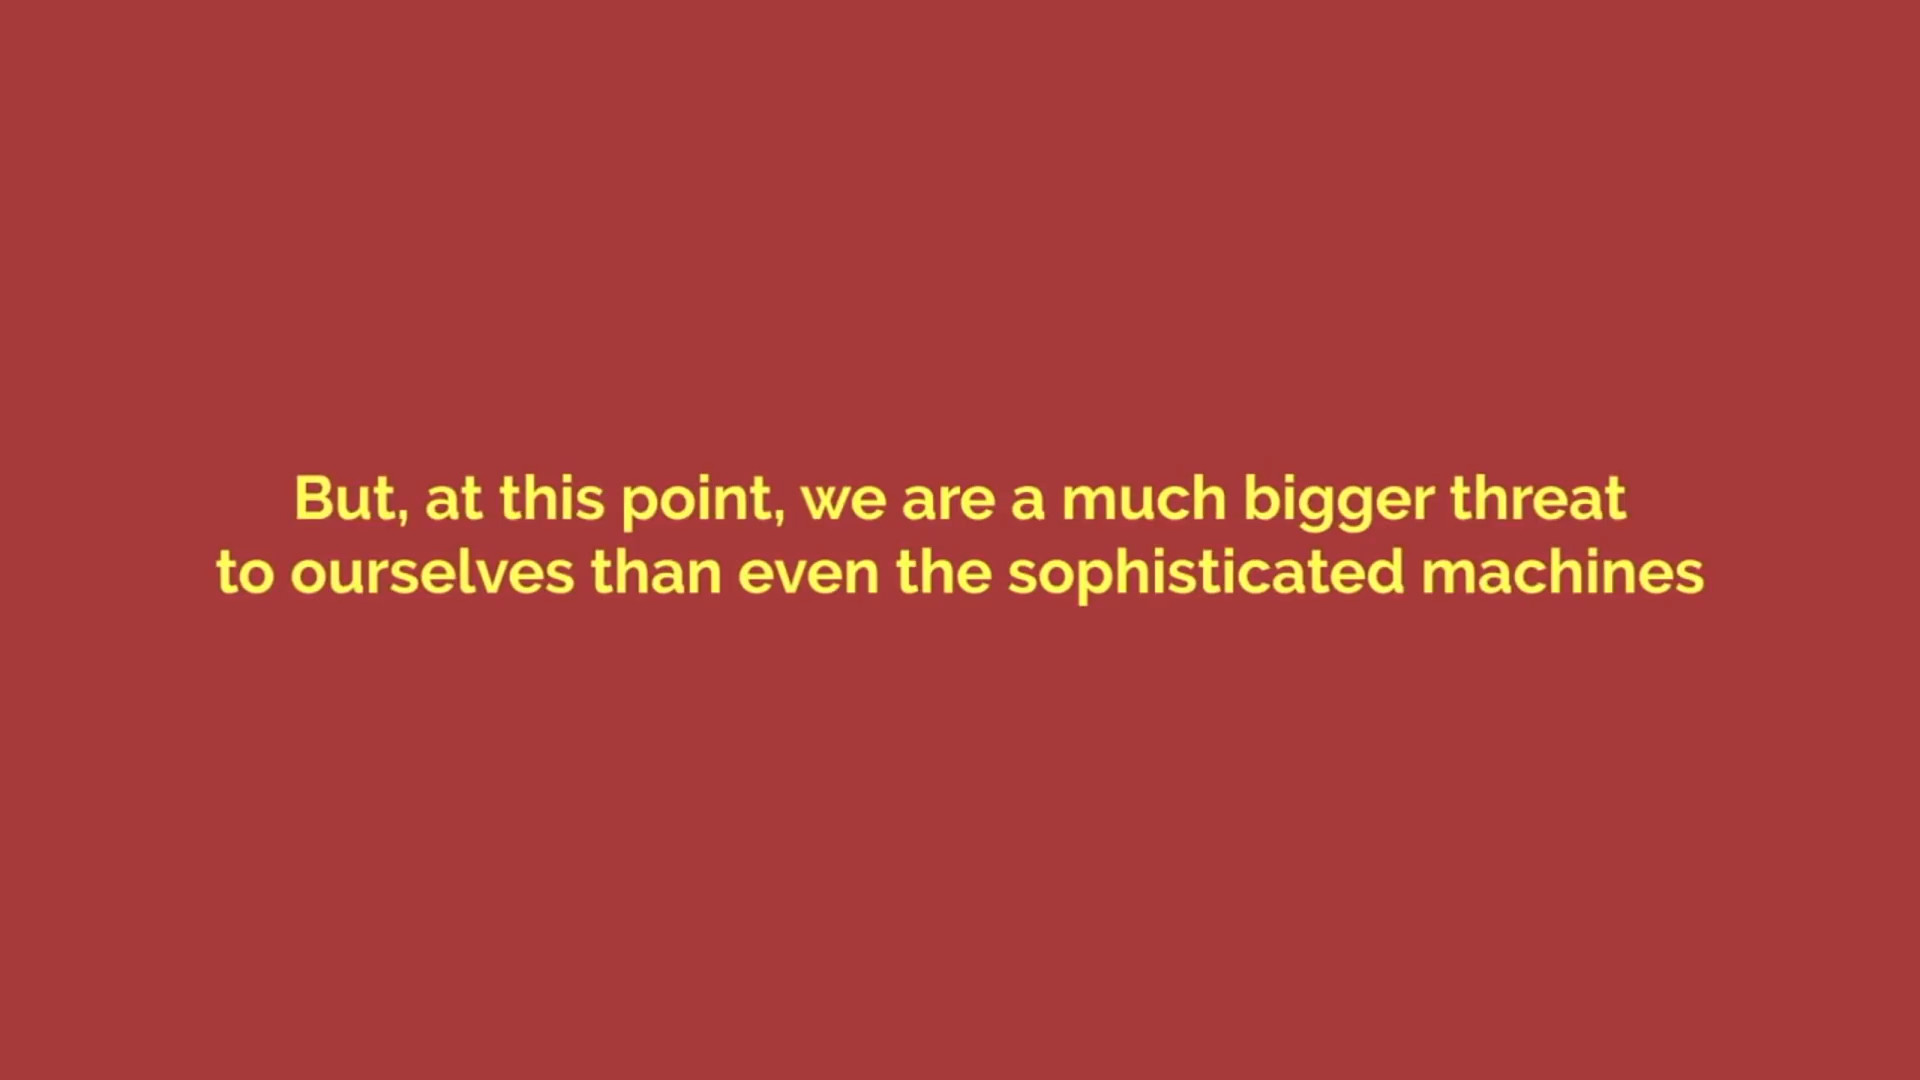 But, at this point, we are a much bigger threat
to ourselves than even the sophisticated machines